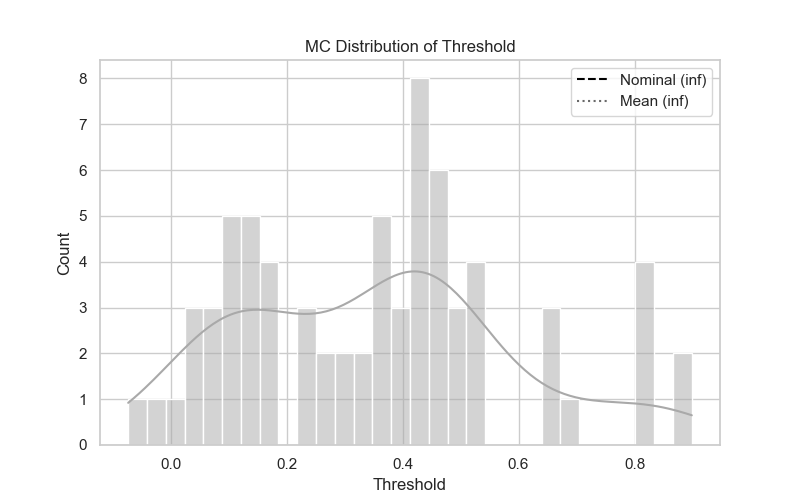 MC Distribution of Threshold
Nominal (inf)
Mean (inf)
8
7
6
5
4
3
2
1
0
Count
0.0 0.2 0.4 0.6 0.8
Threshold